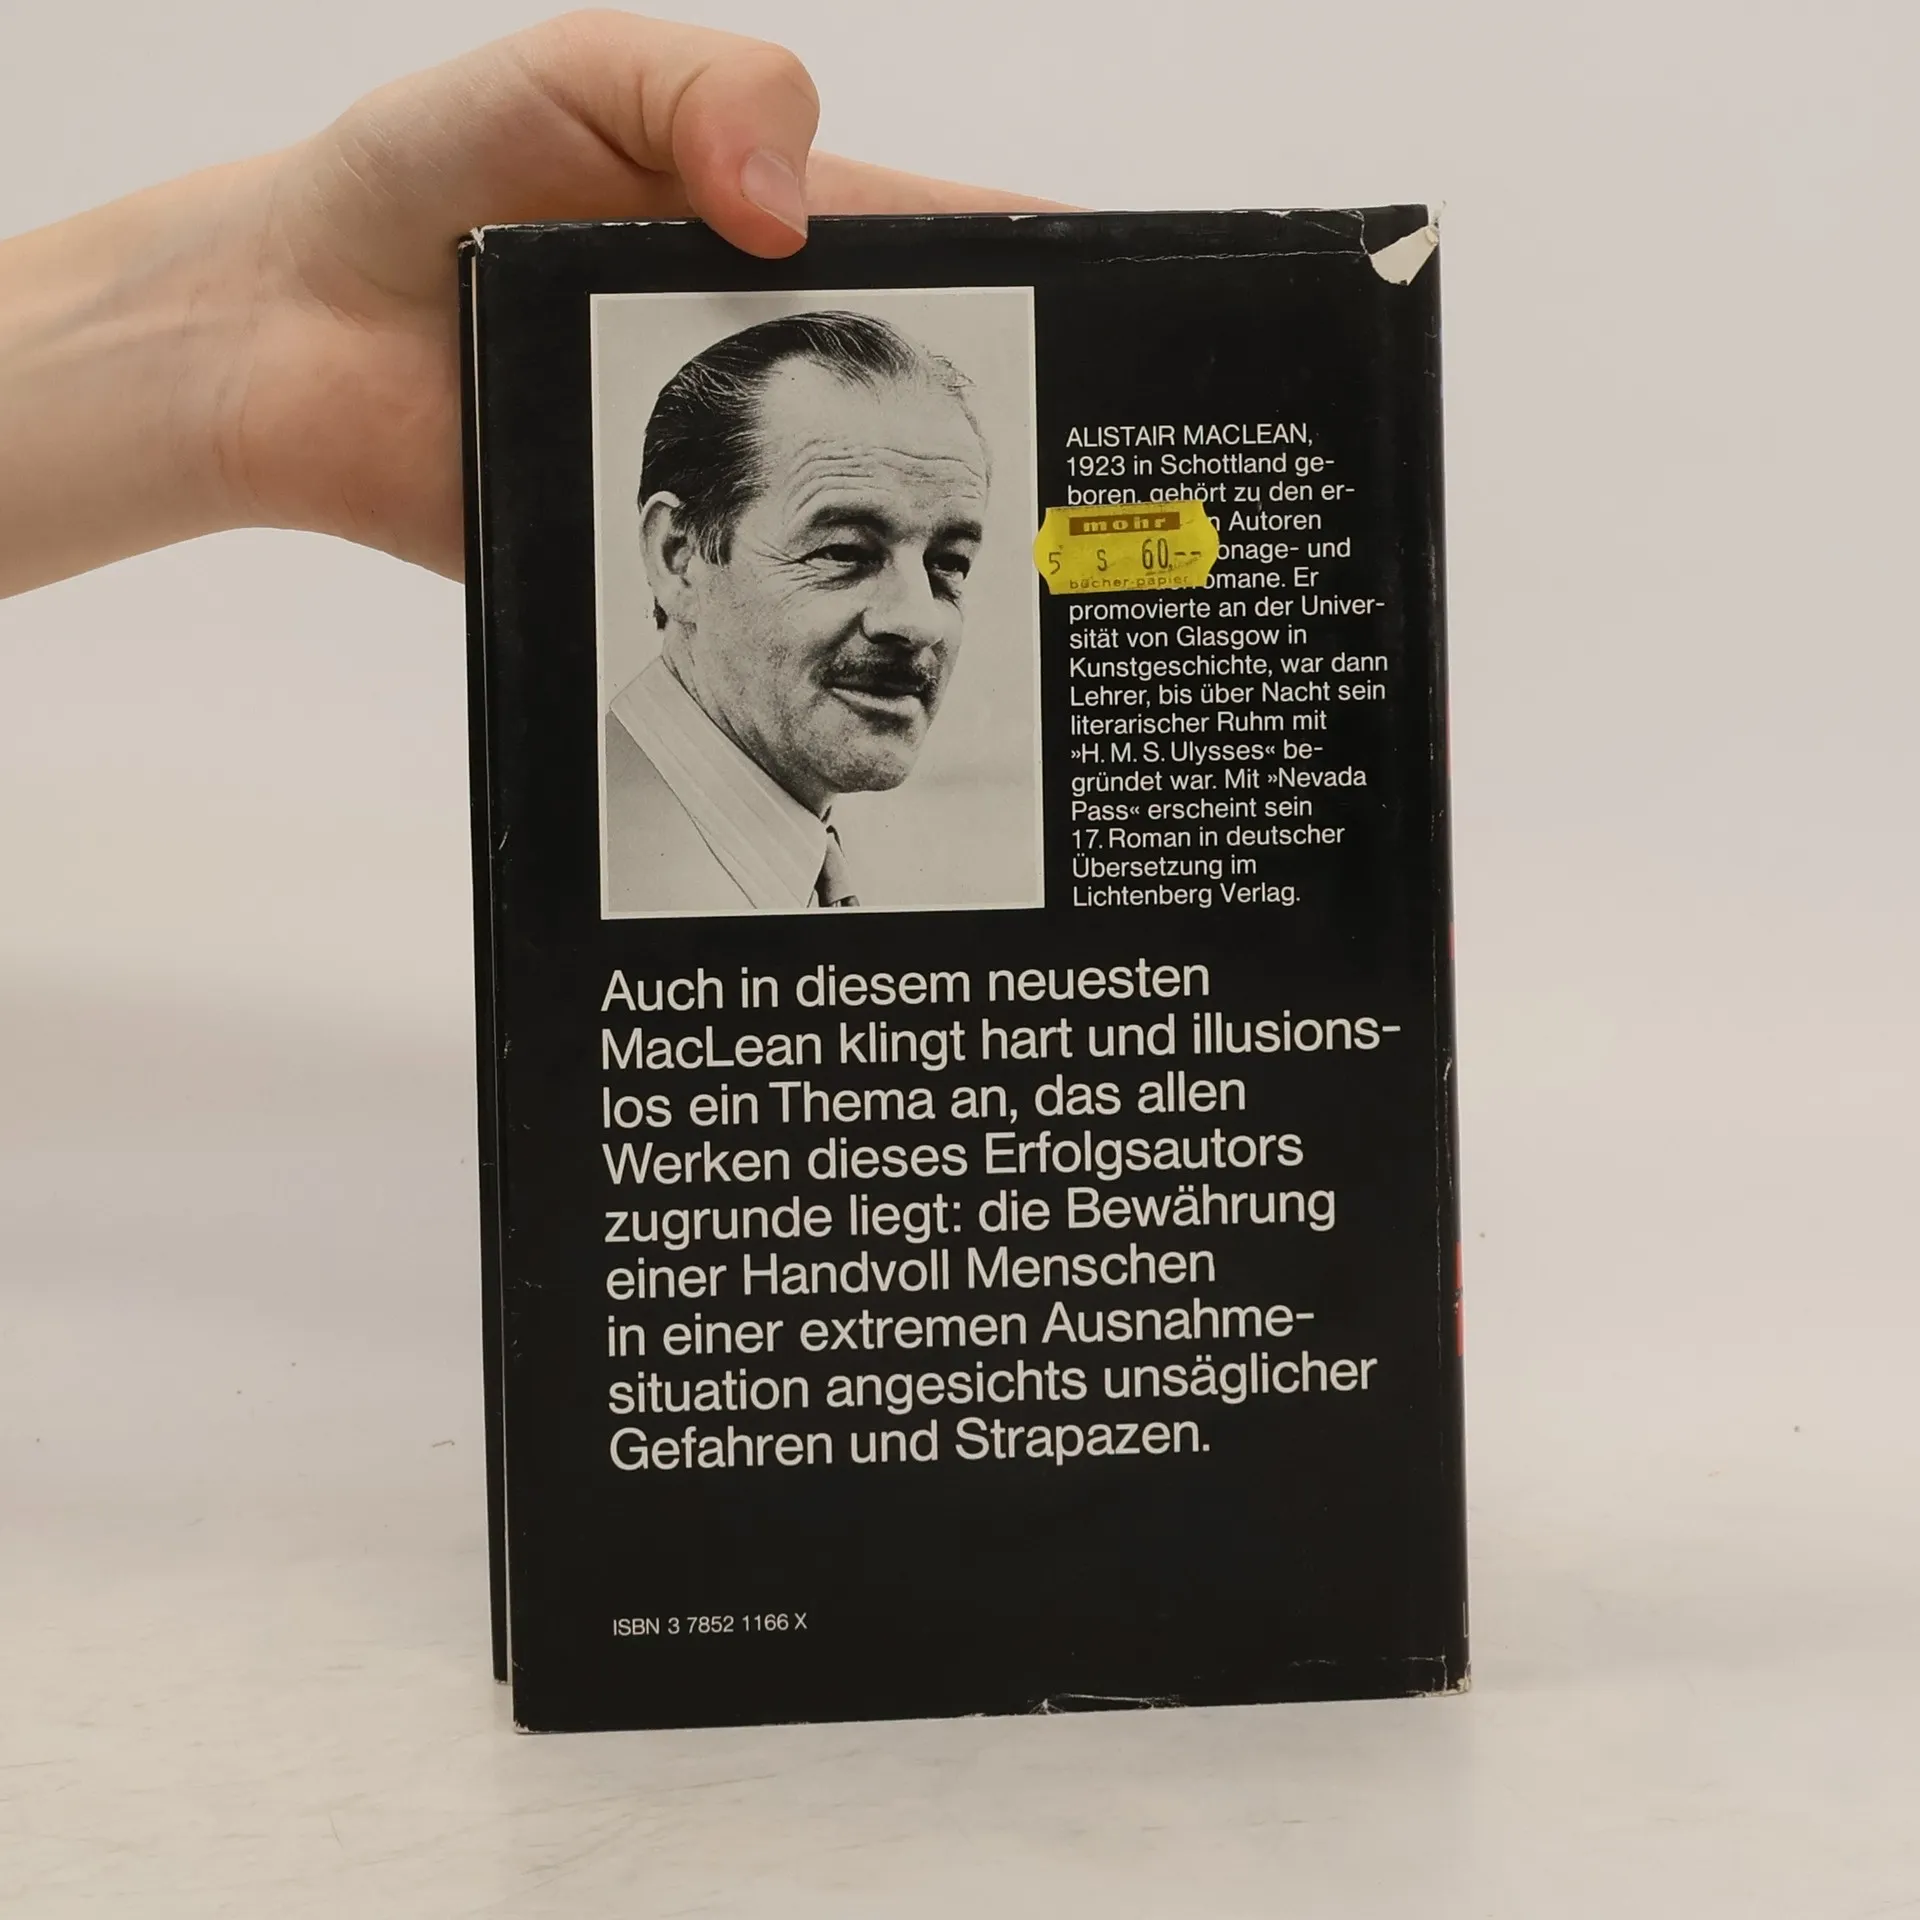 ALISTAIR MACLEAN,
1923 in Schottland ge-
boren, gehört zu den er-
Autoren
onage- und
omane. Er
promovierte an der Univer-
sität von Glasgow in
Kunstgeschichte, war dann
Lehrer, bis über Nacht sein
literarischer Ruhm mit
»H. M. S. Ulysses« be-
gründet war. Mit »Nevada
Pass« erscheint sein
17. Roman in deutscher
Übersetzung im
Lichtenberg Verlag.
mohr
5 S 60,--
bücher-papier
Auch in diesem neuesten
MacLean klingt hart und illusions-
los ein Thema an, das allen
Werken dieses Erfolgsautors
zugrunde liegt: die Bewährung
einer Handvoll Menschen
in einer extremen Ausnahme-
situation angesichts unsäglicher
Gefahren und Strapazen.
ISBN 3 7852 1166 X